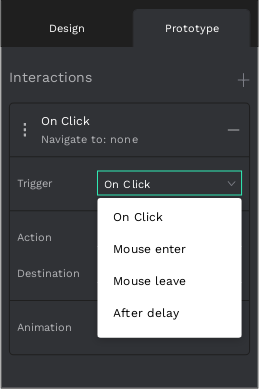 Design Prototype
Interactions
On Click
Navigate to: none
Trigger On Click
On Click
Action
Mouse enter
Destination
Mouse leave
After delay
Animation